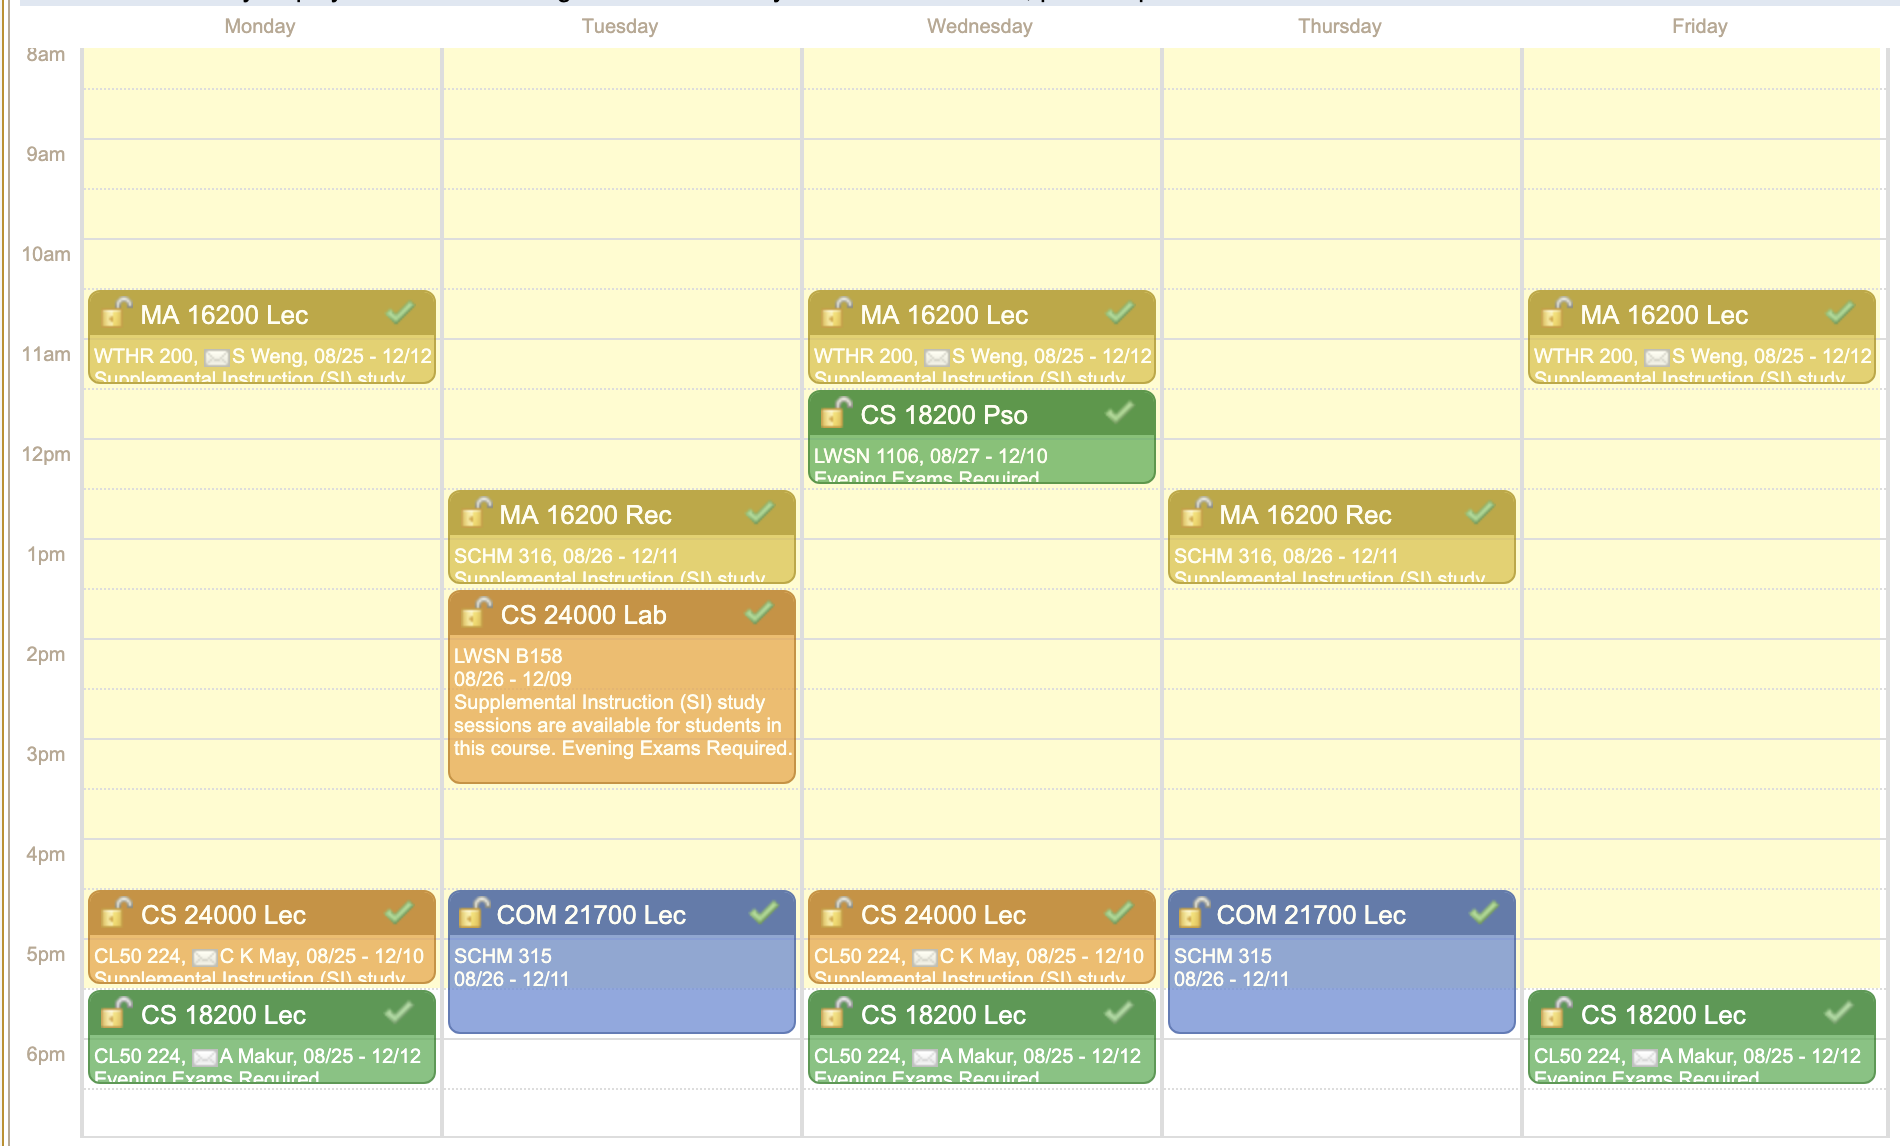 Monday Tuesday Wednesday Thursday Friday
8am
9am
10am
MA 16200 Lec
WTHR 200, S Weng, 08/25 - 12/12
Supplemental Instruction (SI) study
MA 16200 Lec
WTHR 200, S Weng, 08/25 - 12/12
Supplemental Instruction (SI) study
MA 16200 Lec
WTHR 200, S Weng, 08/25 - 12/12
Supplemental Instruction (SI) study
11am
CS 18200 Pso
LWSN 1106, 08/27 - 12/10
Evening Exams Required
12pm
MA 16200 Rec
SCHM 316, 08/26 - 12/11
Supplemental Instruction (SI) study
MA 16200 Rec
SCHM 316, 08/26 - 12/11
Supplemental Instruction (SI) study
1pm
CS 24000 Lab
LWSN B158
08/26 - 12/09
Supplemental Instruction (SI) study
sessions are available for students in
this course. Evening Exams Required.
2pm
3pm
4pm
CS 24000 Lec
CL50 224, C K May, 08/25 - 12/10
Supplemental Instruction (SI) study
COM 21700 Lec
SCHM 315
08/26 - 12/11
CS 24000 Lec
CL50 224, C K May, 08/25 - 12/10
Supplemental Instruction (SI) study
COM 21700 Lec
SCHM 315
08/26 - 12/11
5pm
CS 18200 Lec
CL50 224, A Makur, 08/25 - 12/12
Evening Exams Required
CS 18200 Lec
CL50 224, A Makur, 08/25 - 12/12
Evening Exams Required
CS 18200 Lec
CL50 224, A Makur, 08/25 - 12/12
Evening Exams Required
6pm